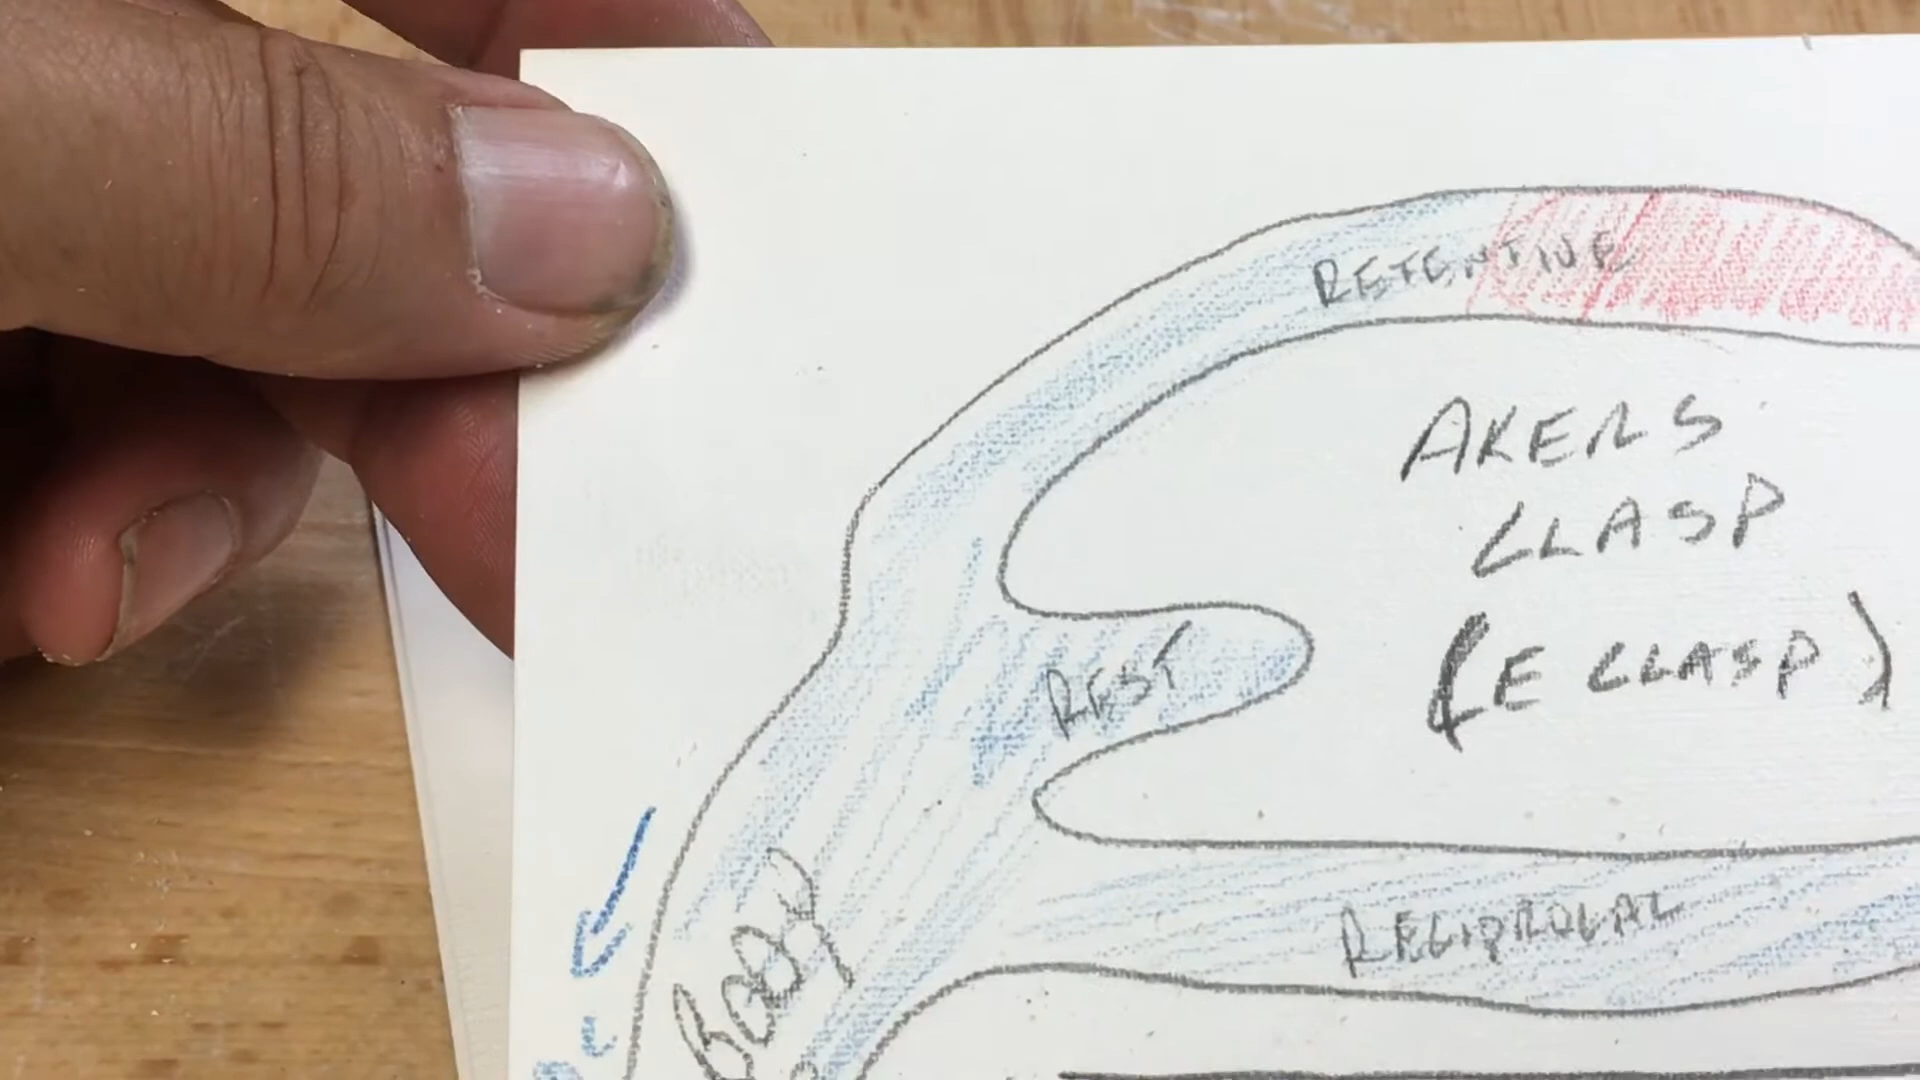 RETENTIVE
AKERS
CLASP
(E CLASP)
REST
RECIPROCAL
BODY